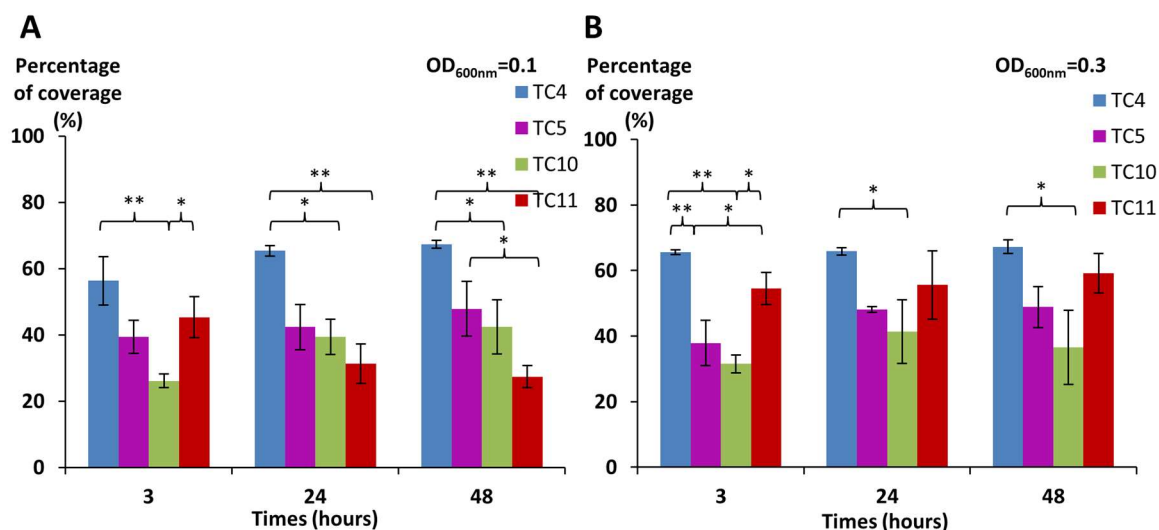 A
Percentage
of coverage
(%)
OD600nm=0.1
TC4
TC5
TC10
TC11
100
80
60
40
20
0
** *
** *
** * *
3 24 48
Times (hours)
B
Percentage
of coverage
(%)
OD600nm=0.3
TC4
TC5
TC10
TC11
100
80
60
40
20
0
** *
** *
*
*
3 24 48
Times (hours)